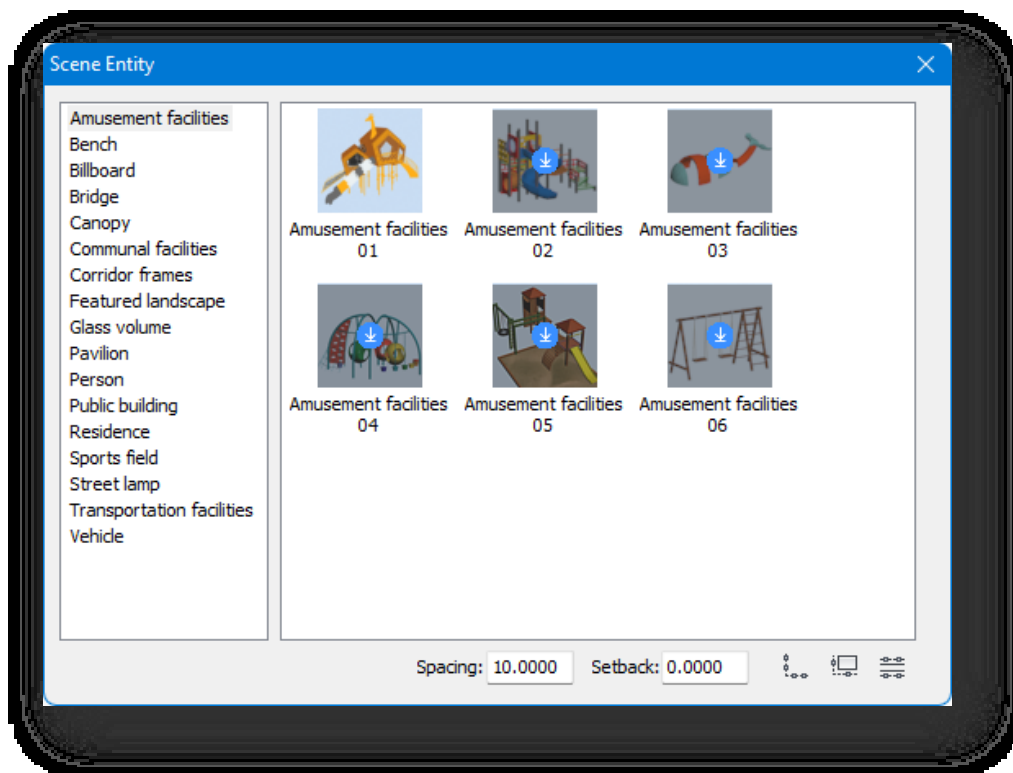 Scene Entity
Amusement facilities
Bench
Billboard
Bridge
Canopy
Communal facilities
Corridor frames
Featured landscape
Glass volume
Pavilion
Person
Public building
Residence
Sports field
Street lamp
Transportation facilities
Vehicle
Amusement facilities
01
Amusement facilities
02
Amusement facilities
03
Amusement facilities
04
Amusement facilities
05
Amusement facilities
06
Spacing: 10.0000 Setback: 0.0000